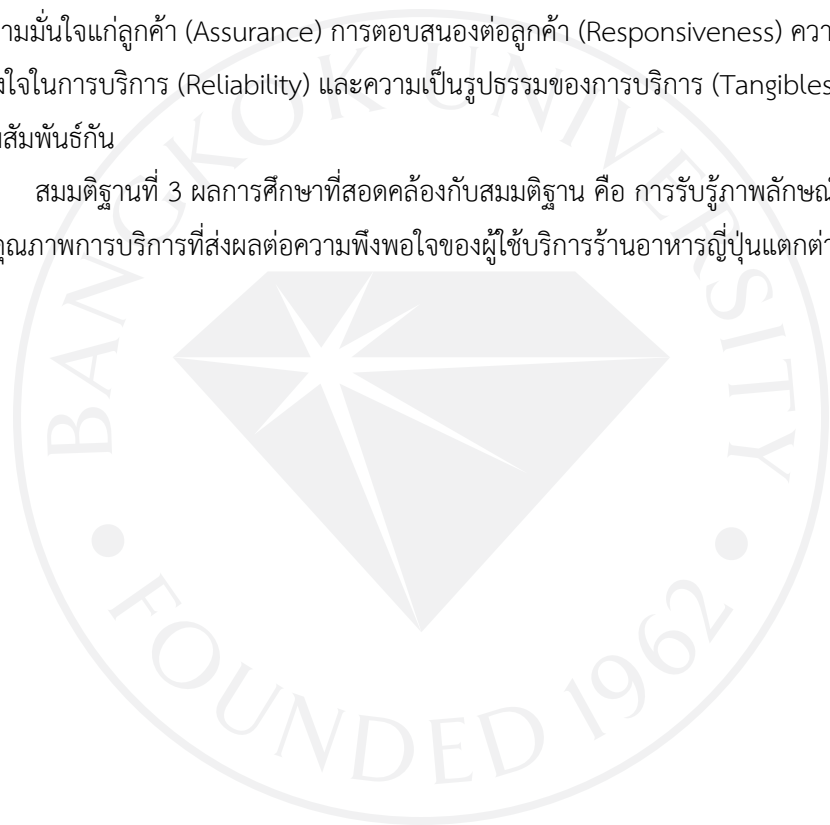 ามมั่นใจแก่ลูกค้า (Assurance) การตอบสนองต่อลูกค้า (Responsiveness) ควา
งใจในการบริการ (Reliability) และความเป็นรูปธรรมของการบริการ (Tangibles
สัมพันธ์กัน
สมมติฐานที่ 3 ผลการศึกษาที่สอดคล้องกับสมมติฐาน คือ การรับรู้ภาพลักษณ์
คุณภาพการบริการที่ส่งผลต่อความพึงพอใจของผู้ใช้บริการร้านอาหารญี่ปุ่นแตกต่า
BANGKOK UNIVERSITY
FOUNDED 1962